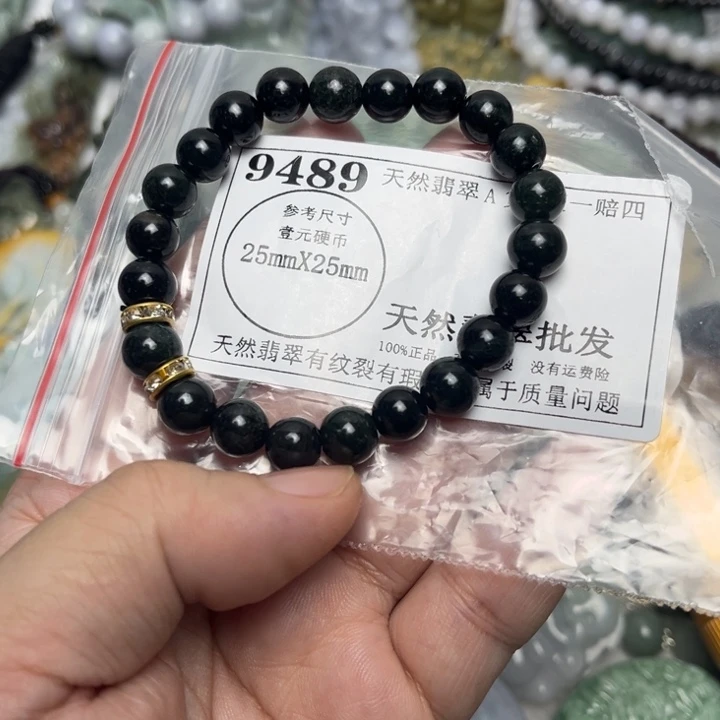 9489 天然翡翠A 一赔四
参考尺寸
壹元硬币
25mmX25mm
天然翡翠批发
100%正品 没有运费险
天然翡翠有纹裂有瑕 属于质量问题